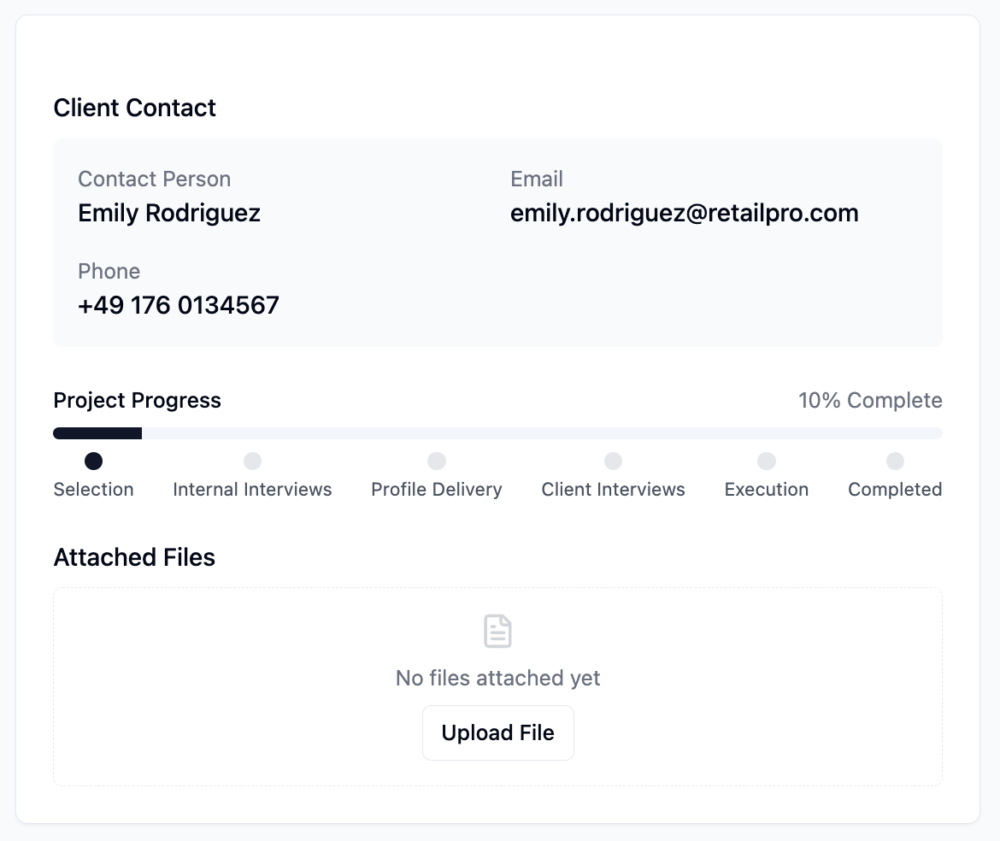 Client Contact
Contact Person
Emily Rodriguez
Email
emily.rodriguez@retailpro.com
Phone
+49 176 0134567
Project Progress
10% Complete
Selection
Internal Interviews
Profile Delivery
Client Interviews
Execution
Completed
Attached Files
No files attached yet
Upload File